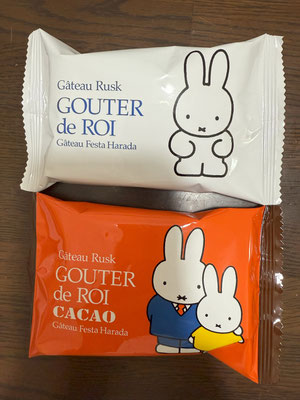 Gâteau Rusk
GOUTER
de ROI
Gâteau Festa Harada
Gâteau Rusk
GOUTER
de ROI
CACAO
Gâteau Festa Harada